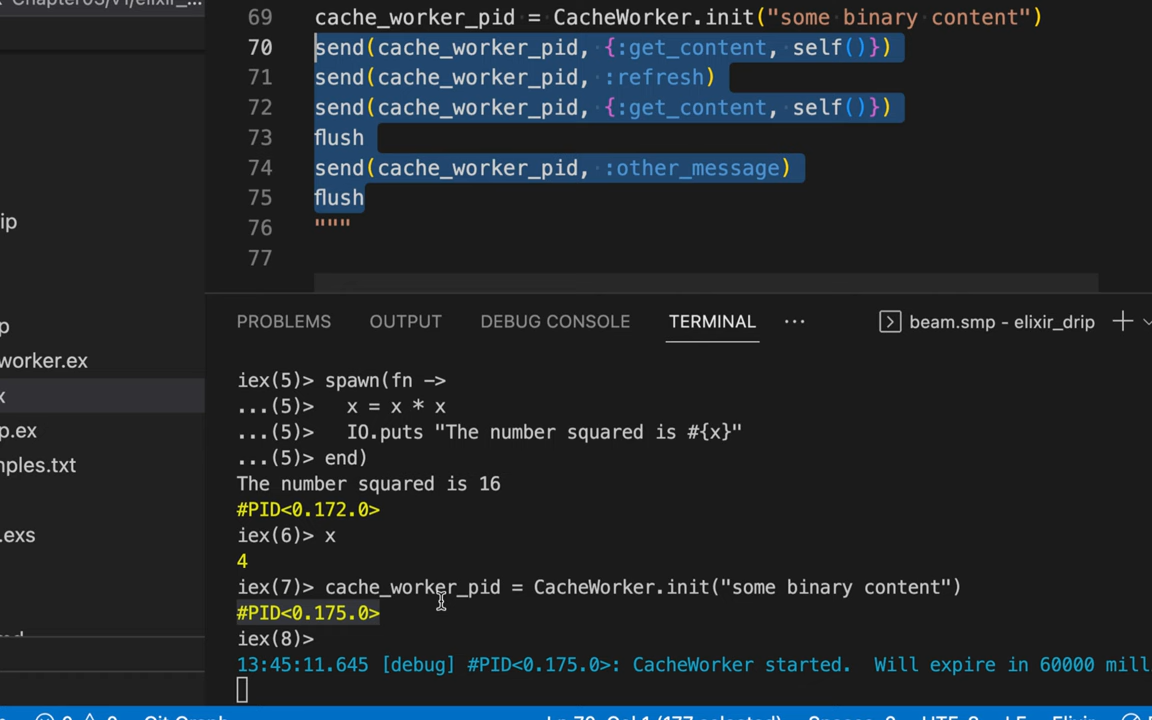 Chapter03/v1/elixir_...
ip
p
worker.ex
x
p.ex
mples.txt
.exs
md
69 cache_worker_pid = CacheWorker.init("some binary content")
70 send(cache_worker_pid, {:get_content, self()})
71 send(cache_worker_pid, :refresh)
72 send(cache_worker_pid, {:get_content, self()})
73 flush
74 send(cache_worker_pid, :other_message)
75 flush
76 """
77
PROBLEMS OUTPUT DEBUG CONSOLE TERMINAL ... beam.smp - elixir_drip
iex(5)> spawn(fn ->
...(5)>   x = x * x
...(5)>   IO.puts "The number squared is #{x}"
...(5)> end)
The number squared is 16
#PID<0.172.0>
iex(6)> x
4
iex(7)> cache_worker_pid = CacheWorker.init("some binary content")
#PID<0.175.0>
iex(8)>
13:45:11.645 [debug] #PID<0.175.0>: CacheWorker started.  Will expire in 60000 mill